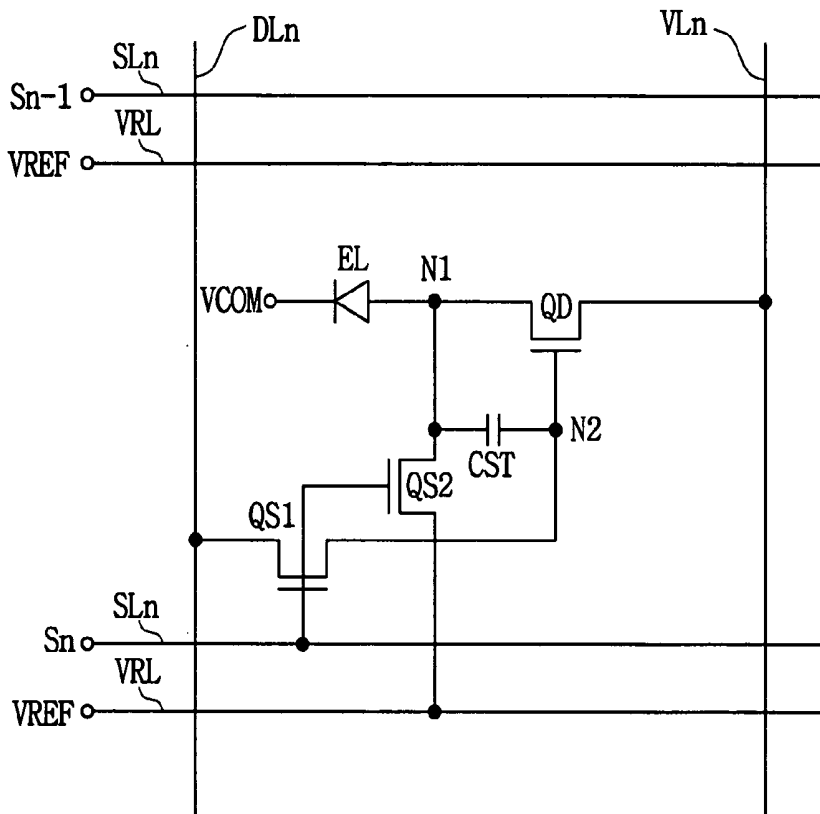 DLn
VLn
SLn
Sn-1
VRL
VREF
EL
N1
VCOM
QD
N2
CST
QS2
QS1
SLn
Sn
VRL
VREF